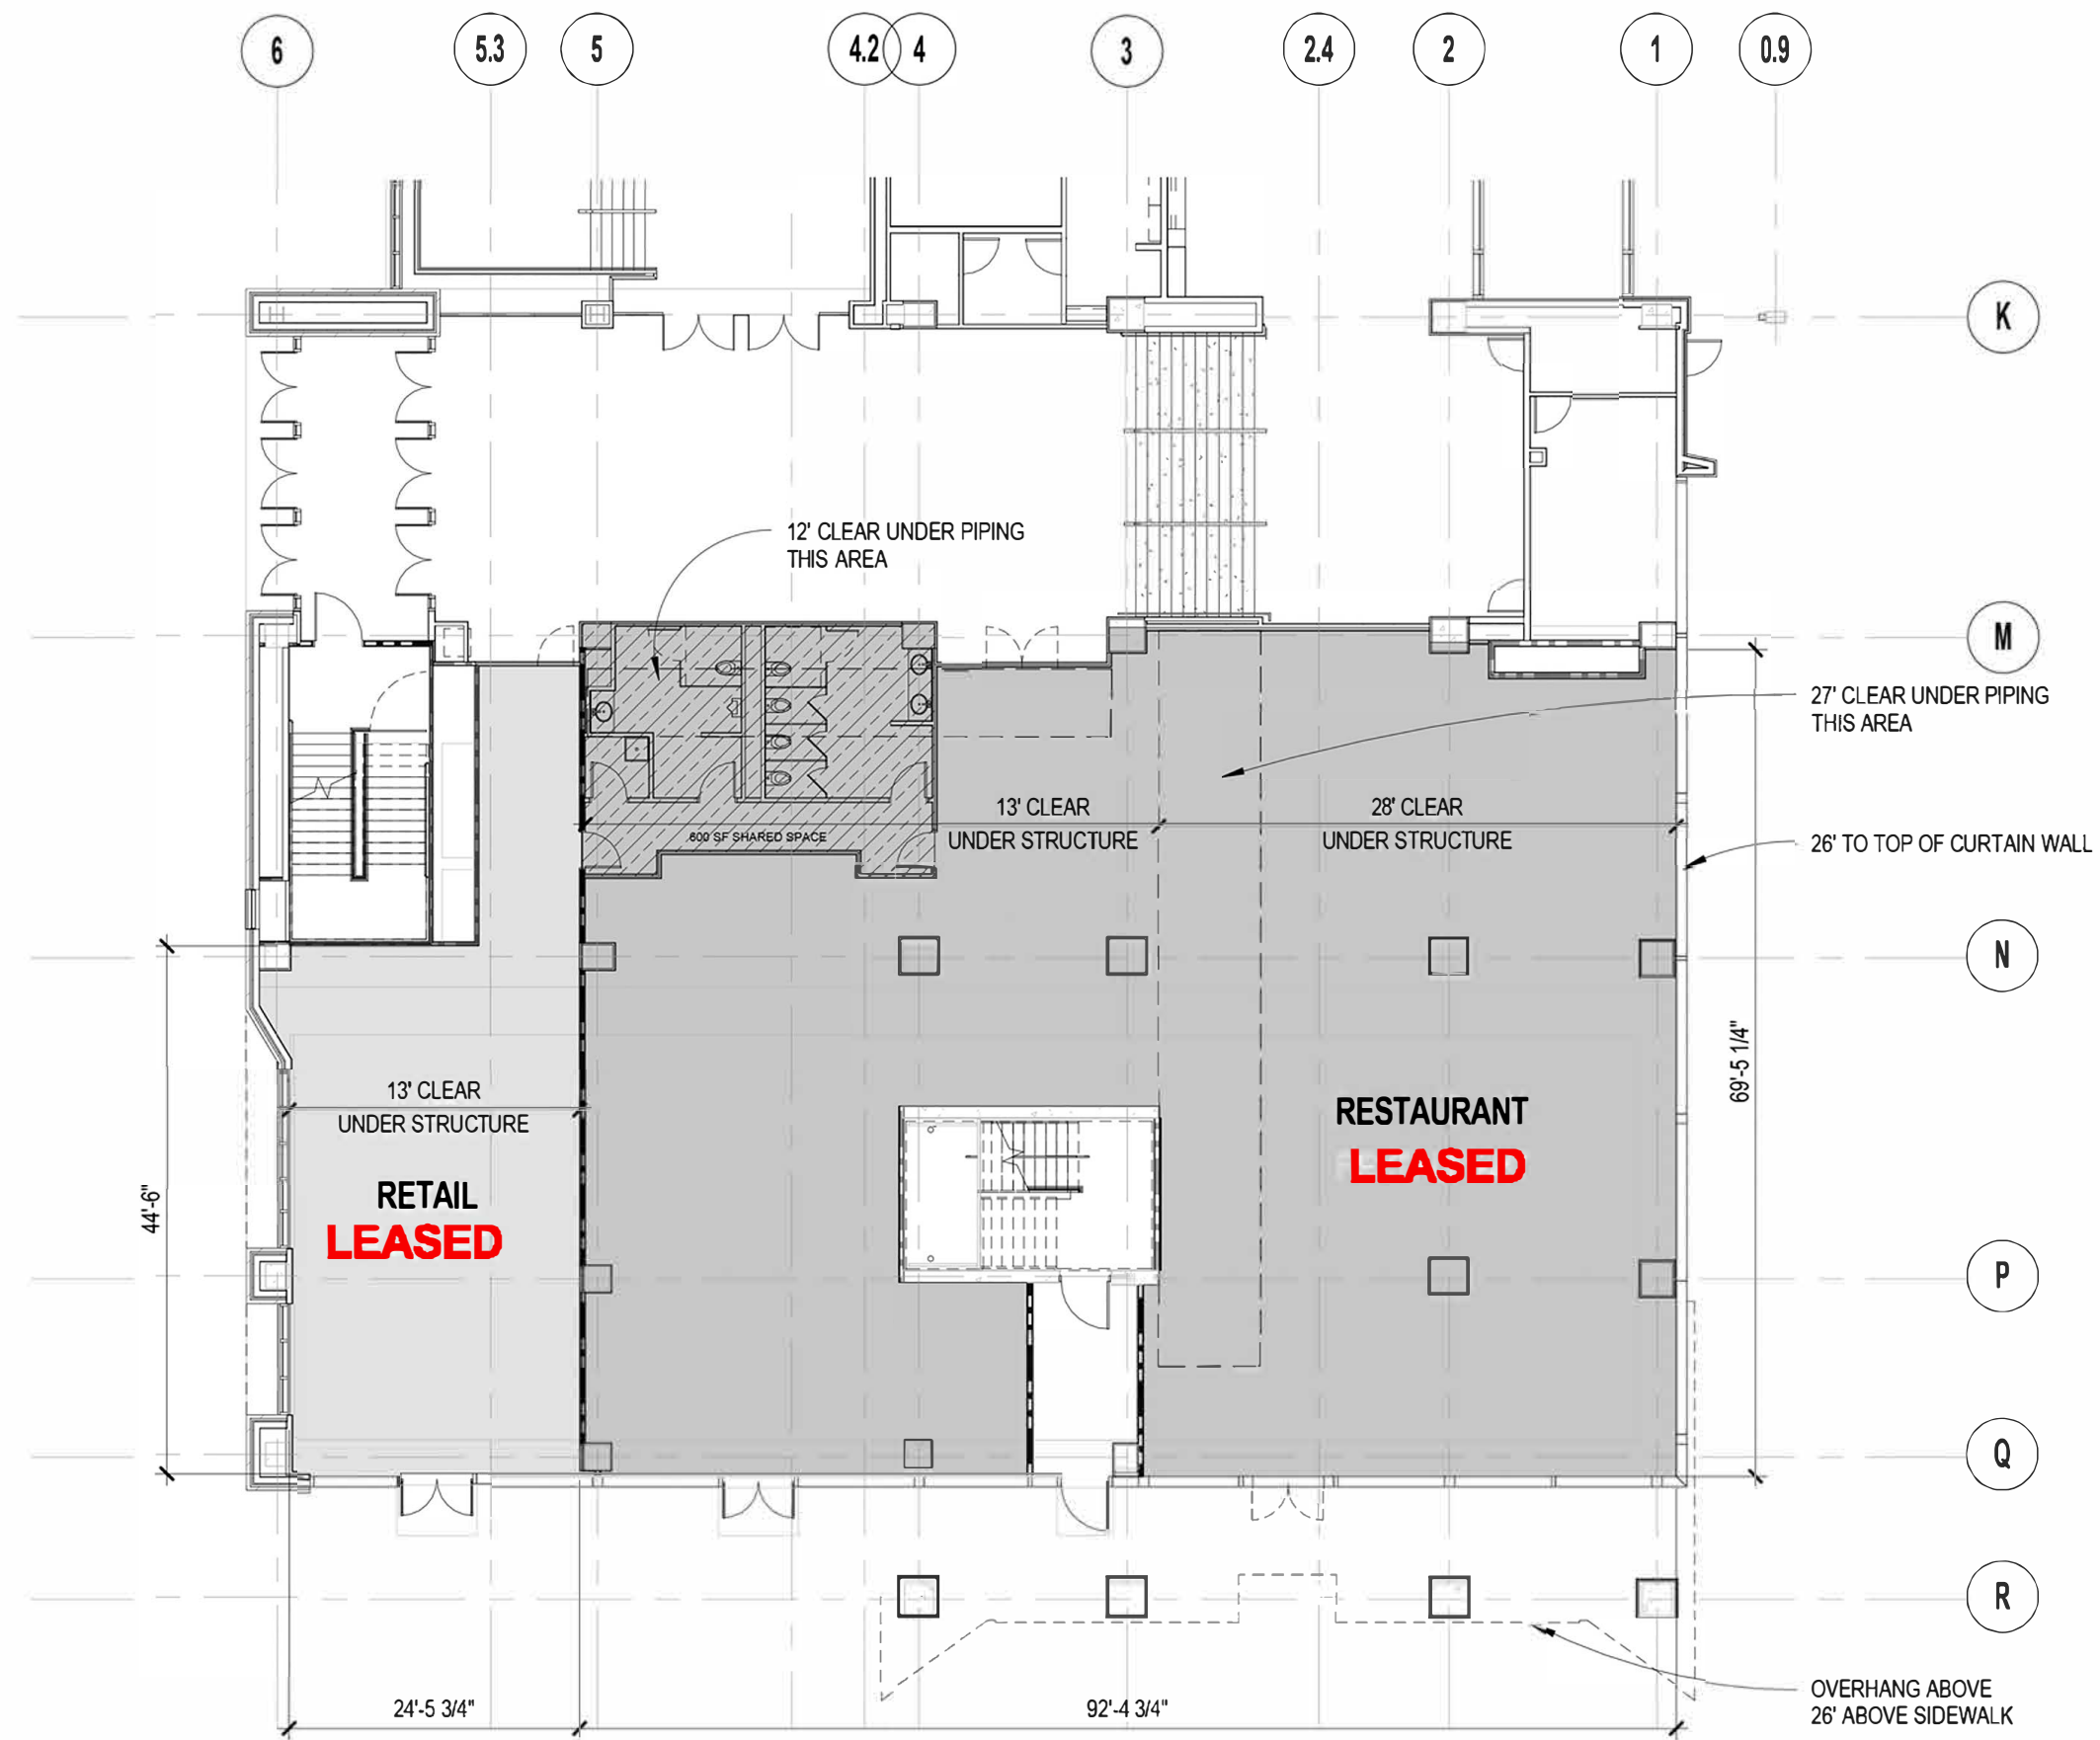 6
5.3
5
4.2
4
3
2.4
2
1
0.9
K
12' CLEAR UNDER PIPING
THIS AREA
M
27' CLEAR UNDER PIPING
THIS AREA
13' CLEAR
UNDER STRUCTURE
28' CLEAR
UNDER STRUCTURE
600 SF SHARED SPACE
26' TO TOP OF CURTAIN WALL
N
69'-5 1/4"
13' CLEAR
UNDER STRUCTURE
RESTAURANT
LEASED
RETAIL
LEASED
44'-6"
P
Q
R
24'-5 3/4"
92'-4 3/4"
OVERHANG ABOVE
26' ABOVE SIDEWALK